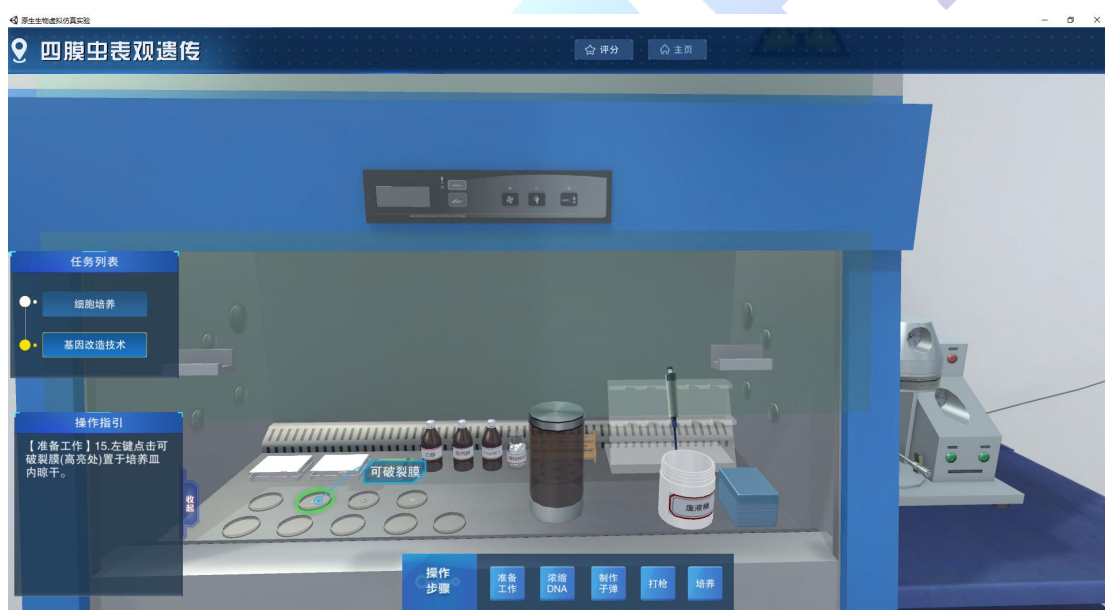 原生生物虚拟仿真实验
四膜虫表观遗传
评分
主页
任务列表
细胞培养
基因改造技术
操作指引
【准备工作】15.左键点击可
破裂膜(高亮处)置于培养皿
内晾干。
收起
可破裂膜
乙醇
废液桶
操作
步骤
准备
工作
浓缩
DNA
制作
子弹
打枪
培养